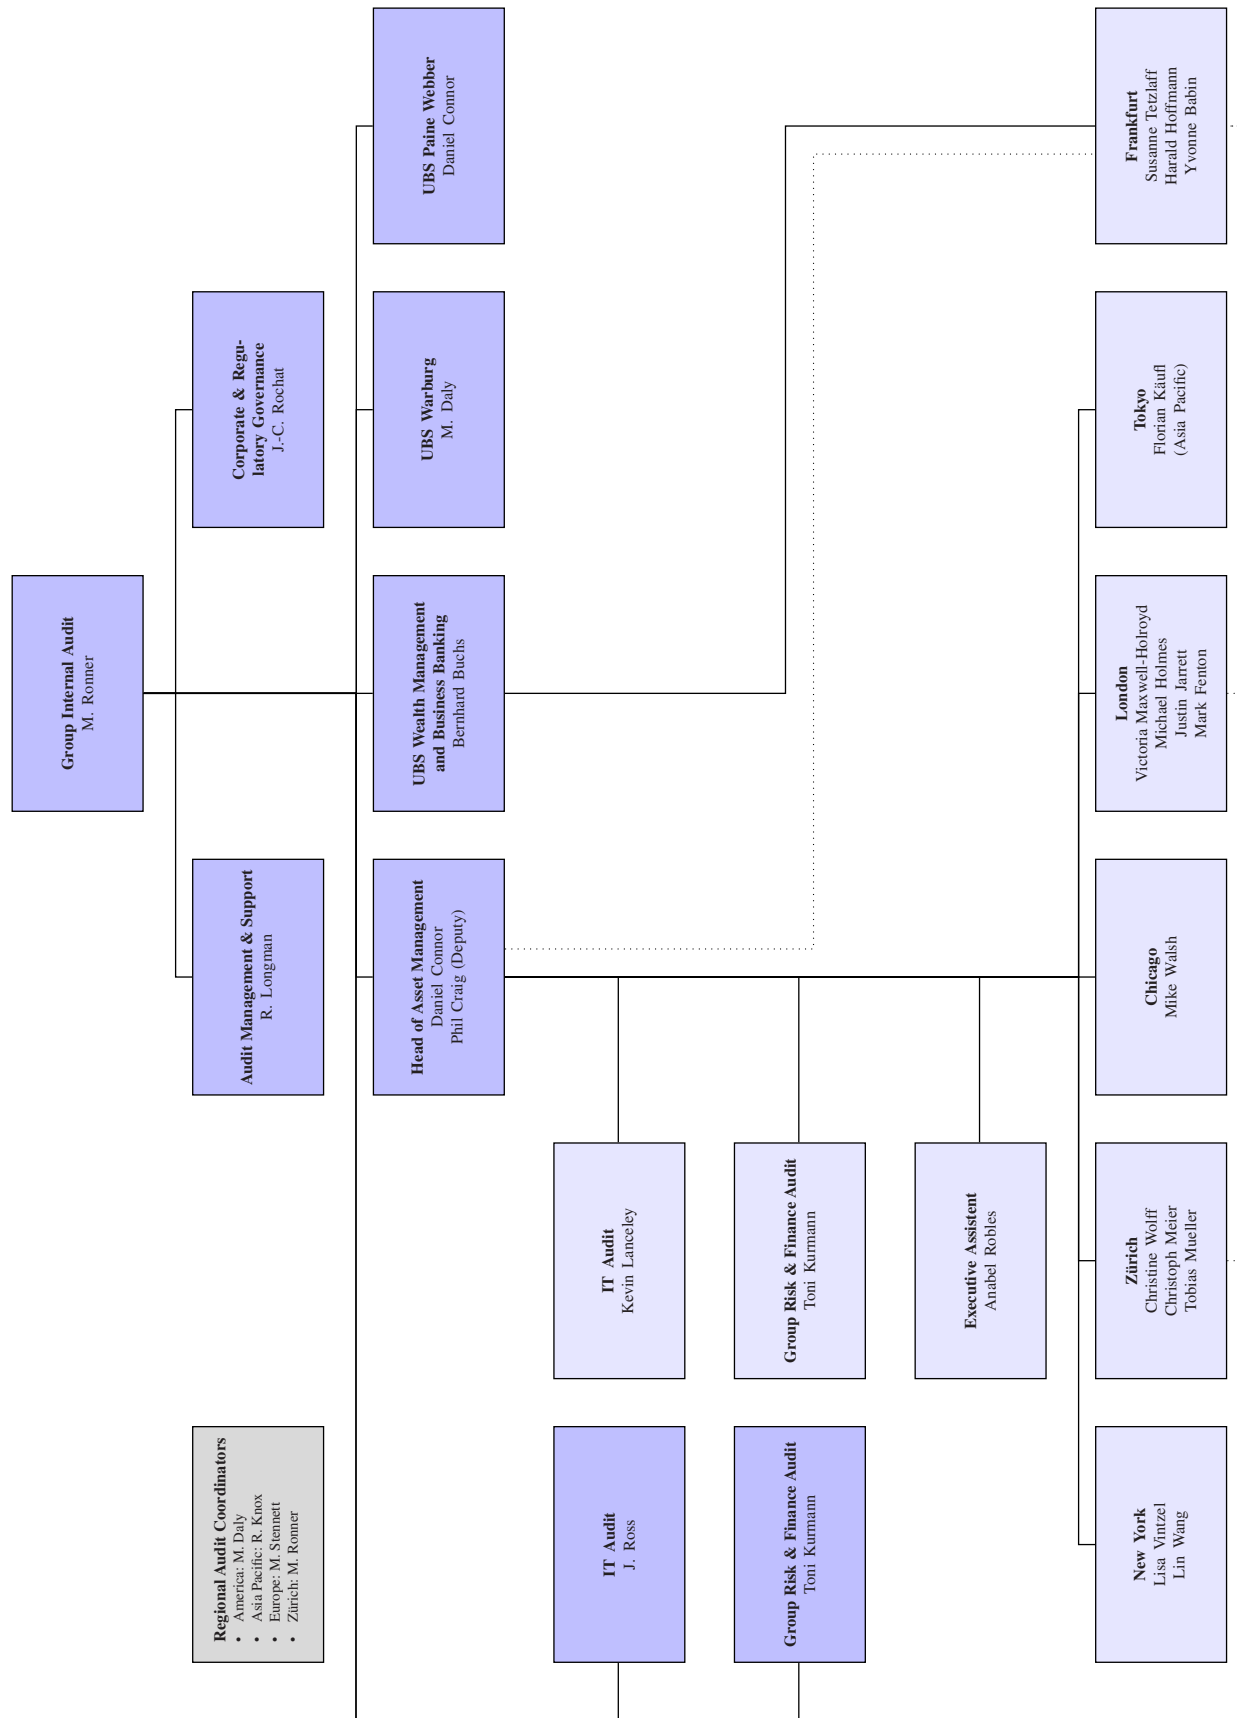 Group Internal Audit
M. Ronner
Regional Audit Coordinators
• America: M. Daly
• Asia Pacific: R. Knox
• Europe: M. Stennett
• Zürich: M. Ronner
Audit Management & Support
R. Longman
Corporate & Regu-
latory Governance
J.-C. Rochat
Head of Asset Management
Daniel Connor
Phil Craig (Deputy)
UBS Wealth Management
and Business Banking
Bernhard Buchs
UBS Warburg
M. Daly
UBS Paine Webber
Daniel Connor
IT Audit
J. Ross
IT Audit
Kevin Lanceley
Group Risk & Finance Audit
Toni Kurmann
Group Risk & Finance Audit
Toni Kurmann
Executive Assistent
Anabel Robles
New York
Lisa Vintzel
Lin Wang
Zürich
Christine Wolff
Christoph Meier
Tobias Mueller
Chicago
Mike Walsh
London
Victoria Maxwell-Holroyd
Michael Holmes
Justin Jarrett
Mark Fenton
Tokyo
Florian Käufl
(Asia Pacific)
Frankfurt
Susanne Tetzlaff
Harald Hoffmann
Yvonne Babin